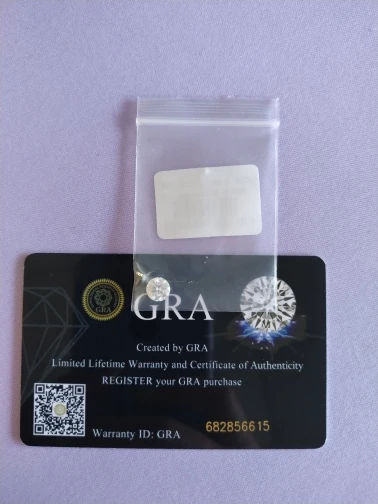 GRA
GRA
Created by GRA
Limited Lifetime Warranty and Certificate of Authenticity
REGISTER your GRA purchase
Warranty ID: GRA 682856615